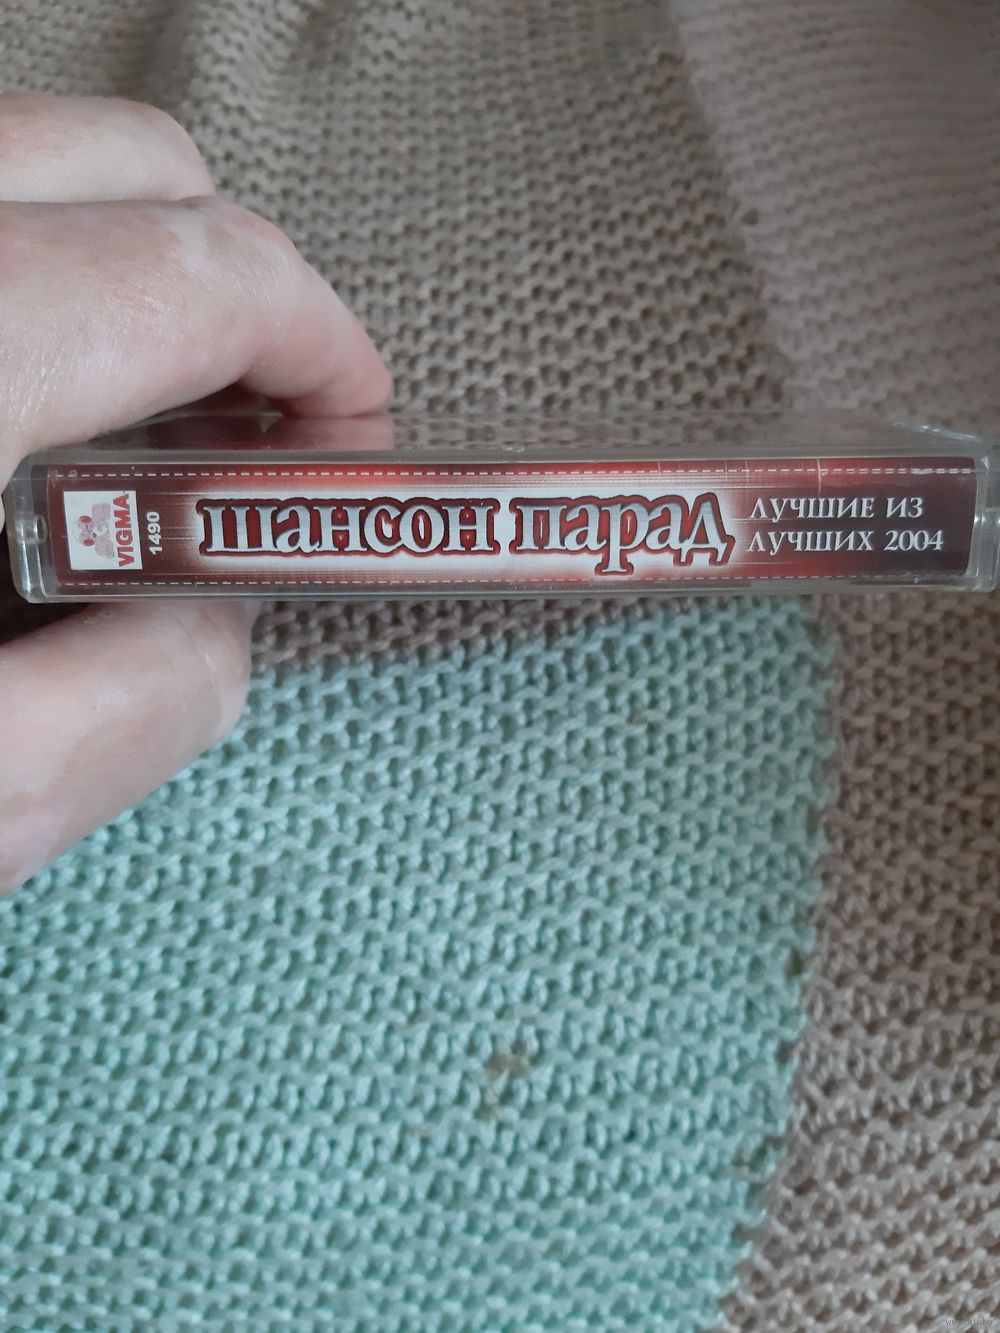 VIGMA
1490
шансон парад
ЛУЧШИЕ ИЗ
ЛУЧШИХ 2004